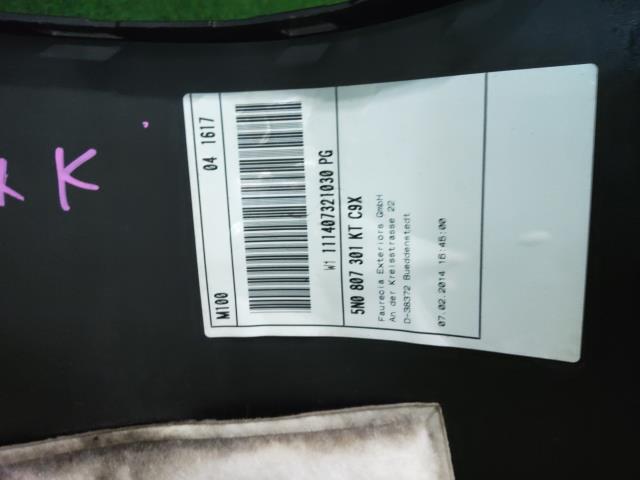 M100 04 1617
W1 111407321030 PG
5N0 807 301 KT C9X
Faurecia Exteriors GmbH
An der Kreisstrasse 22
D-38372 Bueddenstedt
07.02.2014 16:45:00
K